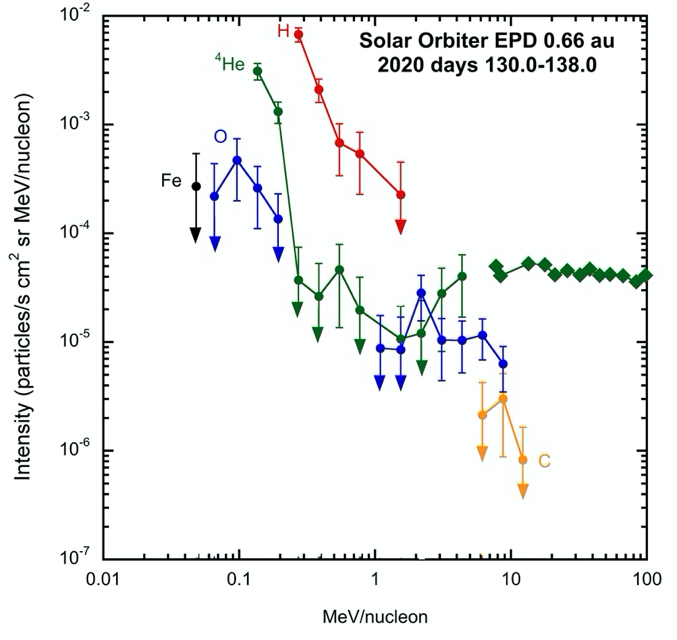 Solar Orbiter EPD 0.66 au
2020 days 130.0-138.0
H
⁴He
O
Fe
C
10⁻²
10⁻³
10⁻⁴
10⁻⁵
10⁻⁶
10⁻⁷
Intensity (particles/s cm² sr MeV/nucleon)
0.01 0.1 1 10 100
MeV/nucleon